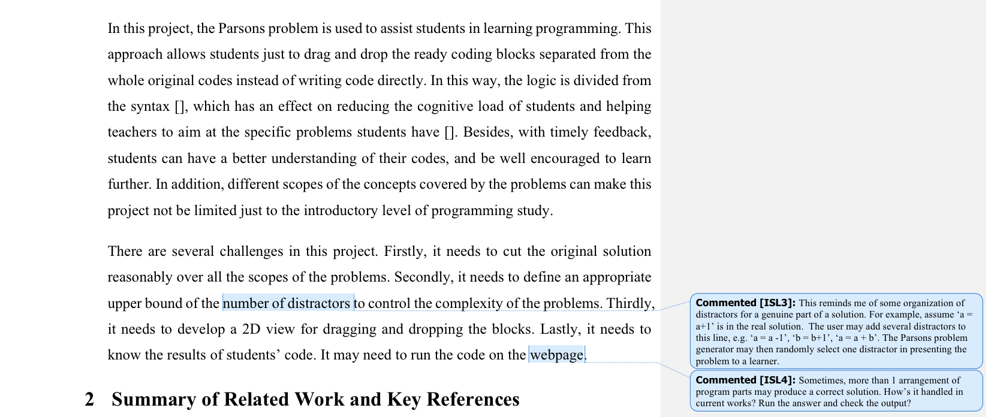 In this project, the Parsons problem is used to assist students in learning programming. This
approach allows students just to drag and drop the ready coding blocks separated from the
whole original codes instead of writing code directly. In this way, the logic is divided from
the syntax [], which has an effect on reducing the cognitive load of students and helping
teachers to aim at the specific problems students have []. Besides, with timely feedback,
students can have a better understanding of their codes, and be well encouraged to learn
further. In addition, different scopes of the concepts covered by the problems can make this
project not be limited just to the introductory level of programming study.
There are several challenges in this project. Firstly, it needs to cut the original solution
reasonably over all the scopes of the problems. Secondly, it needs to define an appropriate
upper bound of the number of distractors to control the complexity of the problems. Thirdly,
it needs to develop a 2D view for dragging and dropping the blocks. Lastly, it needs to
know the results of students’ code. It may need to run the code on the webpage.
2 Summary of Related Work and Key References
Commented [ISL3]: This reminds me of some organization of
distractors for a genuine part of a solution. For example, assume ‘a =
a+1’ is in the real solution. The user may add several distractors to
this line, e.g. ‘a = a -1’, ‘b = b+1’, ‘a = a + b’. The Parsons problem
generator may then randomly select one distractor in presenting the
problem to a learner.
Commented [ISL4]: Sometimes, more than 1 arrangement of
program parts may produce a correct solution. How’s it handled in
current works? Run the answer and check the output?